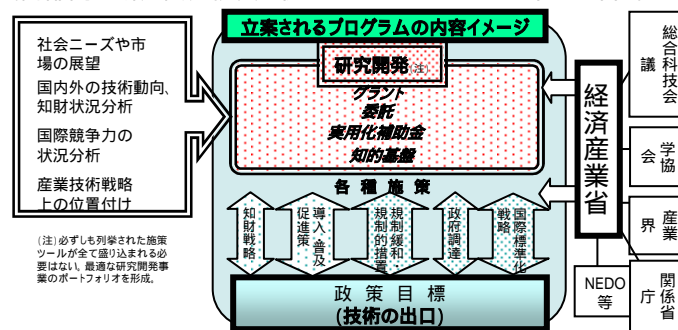 立案されるプログラムの内容イメージ
社会ニーズや市
場の展望
国内外の技術動向、
知財状況分析
国際競争力の
状況分析
産業技術戦略
上の位置付け
(注)必ずしも列挙された施策
ツールが全て盛り込まれる必
要はない。最適な研究開発事
業のポートフォリオを形成。
研究開発(注)
グラント
委託
実用化補助金
知的基盤
各種施策
知財戦略
導入・普及
促進策
規制緩和
規制的措置
政府調達
国際標準化
戦略
政策目標
(技術の出口)
経済産業省
NEDO
等
総合科技会
議
学協
会
産業
界
関係省
庁